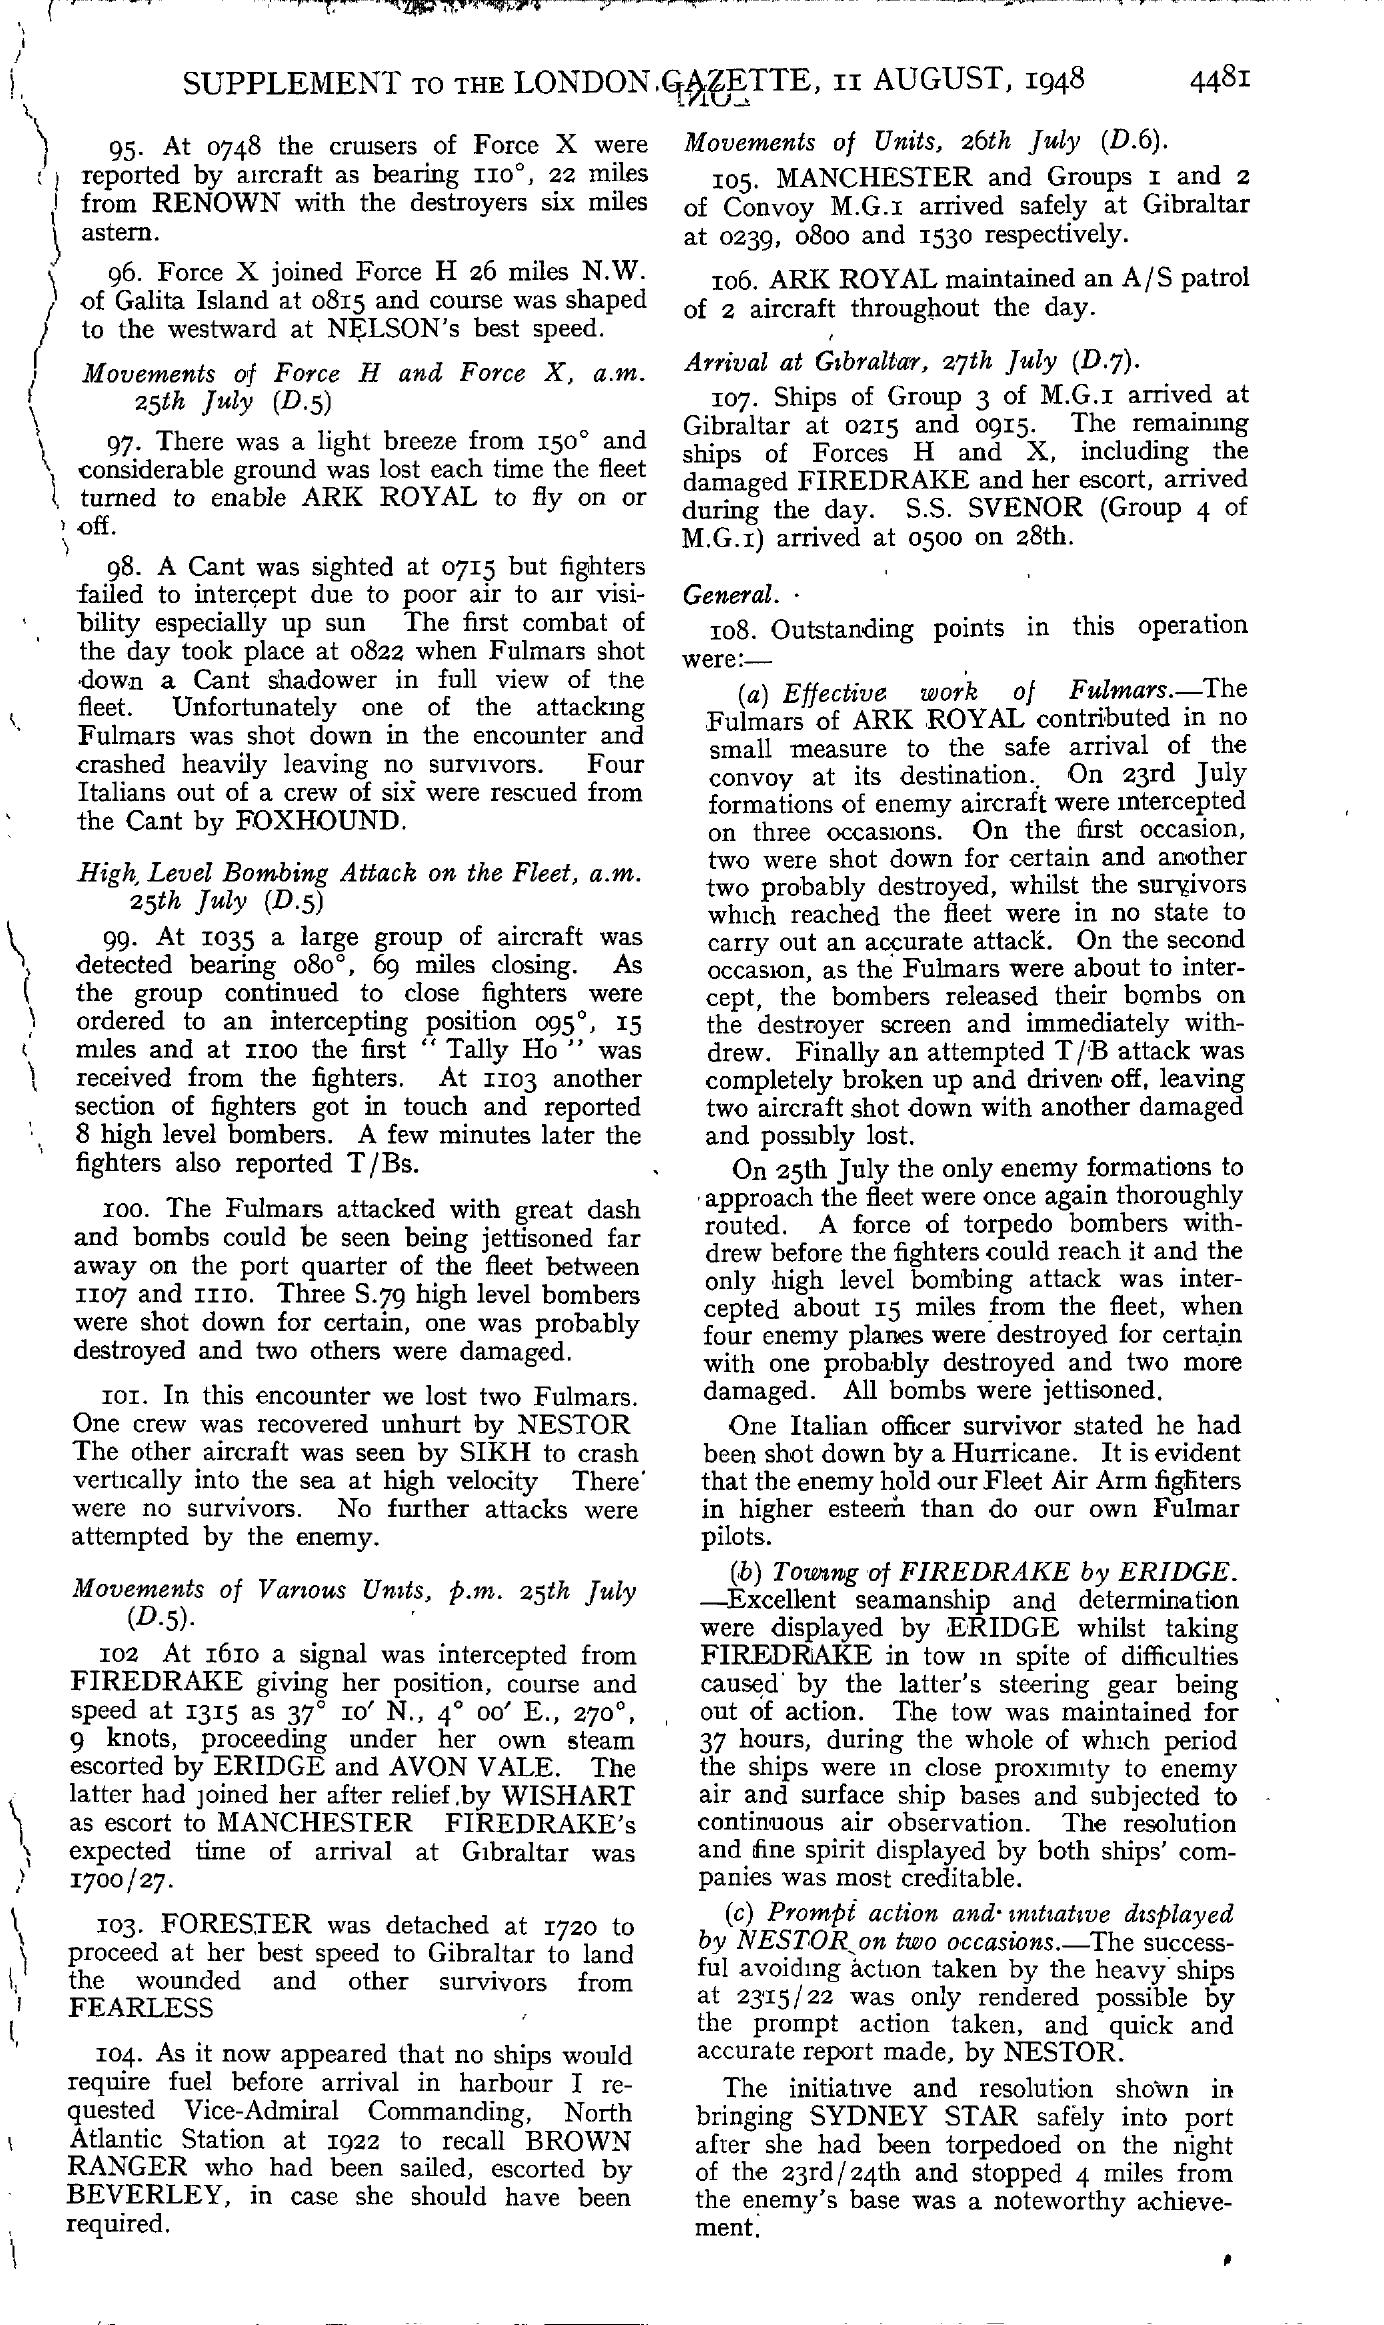 SUPPLEMENT TO THE LONDON GAZETTE, 11 AUGUST, 1948 4481
95. At 0748 the cruisers of Force X were
reported by aircraft as bearing 110°, 22 miles
from RENOWN with the destroyers six miles
astern.
96. Force X joined Force H 26 miles N.W.
of Galita Island at 0815 and course was shaped
to the westward at NELSON's best speed.
Movements of Force H and Force X, a.m.
25th July (D.5)
97. There was a light breeze from 150° and
considerable ground was lost each time the fleet
turned to enable ARK ROYAL to fly on or
off.
98. A Cant was sighted at 0715 but fighters
failed to intercept due to poor air to air visi-
bility especially up sun The first combat of
the day took place at 0822 when Fulmars shot
down a Cant shadower in full view of the
fleet. Unfortunately one of the attacking
Fulmars was shot down in the encounter and
crashed heavily leaving no survivors. Four
Italians out of a crew of six were rescued from
the Cant by FOXHOUND.
High Level Bombing Attack on the Fleet, a.m.
25th July (D.5)
99. At 1035 a large group of aircraft was
detected bearing 080°, 69 miles closing. As
the group continued to close fighters were
ordered to an intercepting position 095°, 15
miles and at 1100 the first "Tally Ho" was
received from the fighters. At 1103 another
section of fighters got in touch and reported
8 high level bombers. A few minutes later the
fighters also reported T/Bs.
100. The Fulmars attacked with great dash
and bombs could be seen being jettisoned far
away on the port quarter of the fleet between
1107 and 1110. Three S.79 high level bombers
were shot down for certain, one was probably
destroyed and two others were damaged.
101. In this encounter we lost two Fulmars.
One crew was recovered unhurt by NESTOR
The other aircraft was seen by SIKH to crash
vertically into the sea at high velocity There
were no survivors. No further attacks were
attempted by the enemy.
Movements of Various Units, p.m. 25th July
(D.5).
102 At 1610 a signal was intercepted from
FIREDRAKE giving her position, course and
speed at 1315 as 37° 10′ N., 4° 00′ E., 270°,
9 knots, proceeding under her own steam
escorted by ERIDGE and AVON VALE. The
latter had joined her after relief by WISHART
as escort to MANCHESTER FIREDRAKE's
expected time of arrival at Gibraltar was
1700/27.
103. FORESTER was detached at 1720 to
proceed at her best speed to Gibraltar to land
the wounded and other survivors from
FEARLESS
104. As it now appeared that no ships would
require fuel before arrival in harbour I re-
quested Vice-Admiral Commanding, North
Atlantic Station at 1922 to recall BROWN
RANGER who had been sailed, escorted by
BEVERLEY, in case she should have been
required.
Movements of Units, 26th July (D.6).
105. MANCHESTER and Groups 1 and 2
of Convoy M.G.1 arrived safely at Gibraltar
at 0239, 0800 and 1530 respectively.
106. ARK ROYAL maintained an A/S patrol
of 2 aircraft throughout the day.
Arrival at Gibraltar, 27th July (D.7).
107. Ships of Group 3 of M.G.1 arrived at
Gibraltar at 0215 and 0915. The remaining
ships of Forces H and X, including the
damaged FIREDRAKE and her escort, arrived
during the day. S.S. SVENOR (Group 4 of
M.G.1) arrived at 0500 on 28th.
General.
108. Outstanding points in this operation
were:—
(a) Effective work of Fulmars.—The
Fulmars of ARK ROYAL contributed in no
small measure to the safe arrival of the
convoy at its destination. On 23rd July
formations of enemy aircraft were intercepted
on three occasions. On the first occasion,
two were shot down for certain and another
two probably destroyed, whilst the survivors
which reached the fleet were in no state to
carry out an accurate attack. On the second
occasion, as the Fulmars were about to inter-
cept, the bombers released their bombs on
the destroyer screen and immediately with-
drew. Finally an attempted T/B attack was
completely broken up and driven off, leaving
two aircraft shot down with another damaged
and possibly lost.
On 25th July the only enemy formations to
approach the fleet were once again thoroughly
routed. A force of torpedo bombers with-
drew before the fighters could reach it and the
only high level bombing attack was inter-
cepted about 15 miles from the fleet, when
four enemy planes were destroyed for certain
with one probably destroyed and two more
damaged. All bombs were jettisoned.
One Italian officer survivor stated he had
been shot down by a Hurricane. It is evident
that the enemy hold our Fleet Air Arm fighters
in higher esteem than do our own Fulmar
pilots.
(b) Towing of FIREDRAKE by ERIDGE.
—Excellent seamanship and determination
were displayed by ERIDGE whilst taking
FIREDRAKE in tow in spite of difficulties
caused by the latter's steering gear being
out of action. The tow was maintained for
37 hours, during the whole of which period
the ships were in close proximity to enemy
air and surface ship bases and subjected to
continuous air observation. The resolution
and fine spirit displayed by both ships' com-
panies was most creditable.
(c) Prompt action and initiative displayed
by NESTOR on two occasions.—The success-
ful avoiding action taken by the heavy ships
at 2315/22 was only rendered possible by
the prompt action taken, and quick and
accurate report made, by NESTOR.
The initiative and resolution shown in
bringing SYDNEY STAR safely into port
after she had been torpedoed on the night
of the 23rd/24th and stopped 4 miles from
the enemy's base was a noteworthy achieve-
ment.